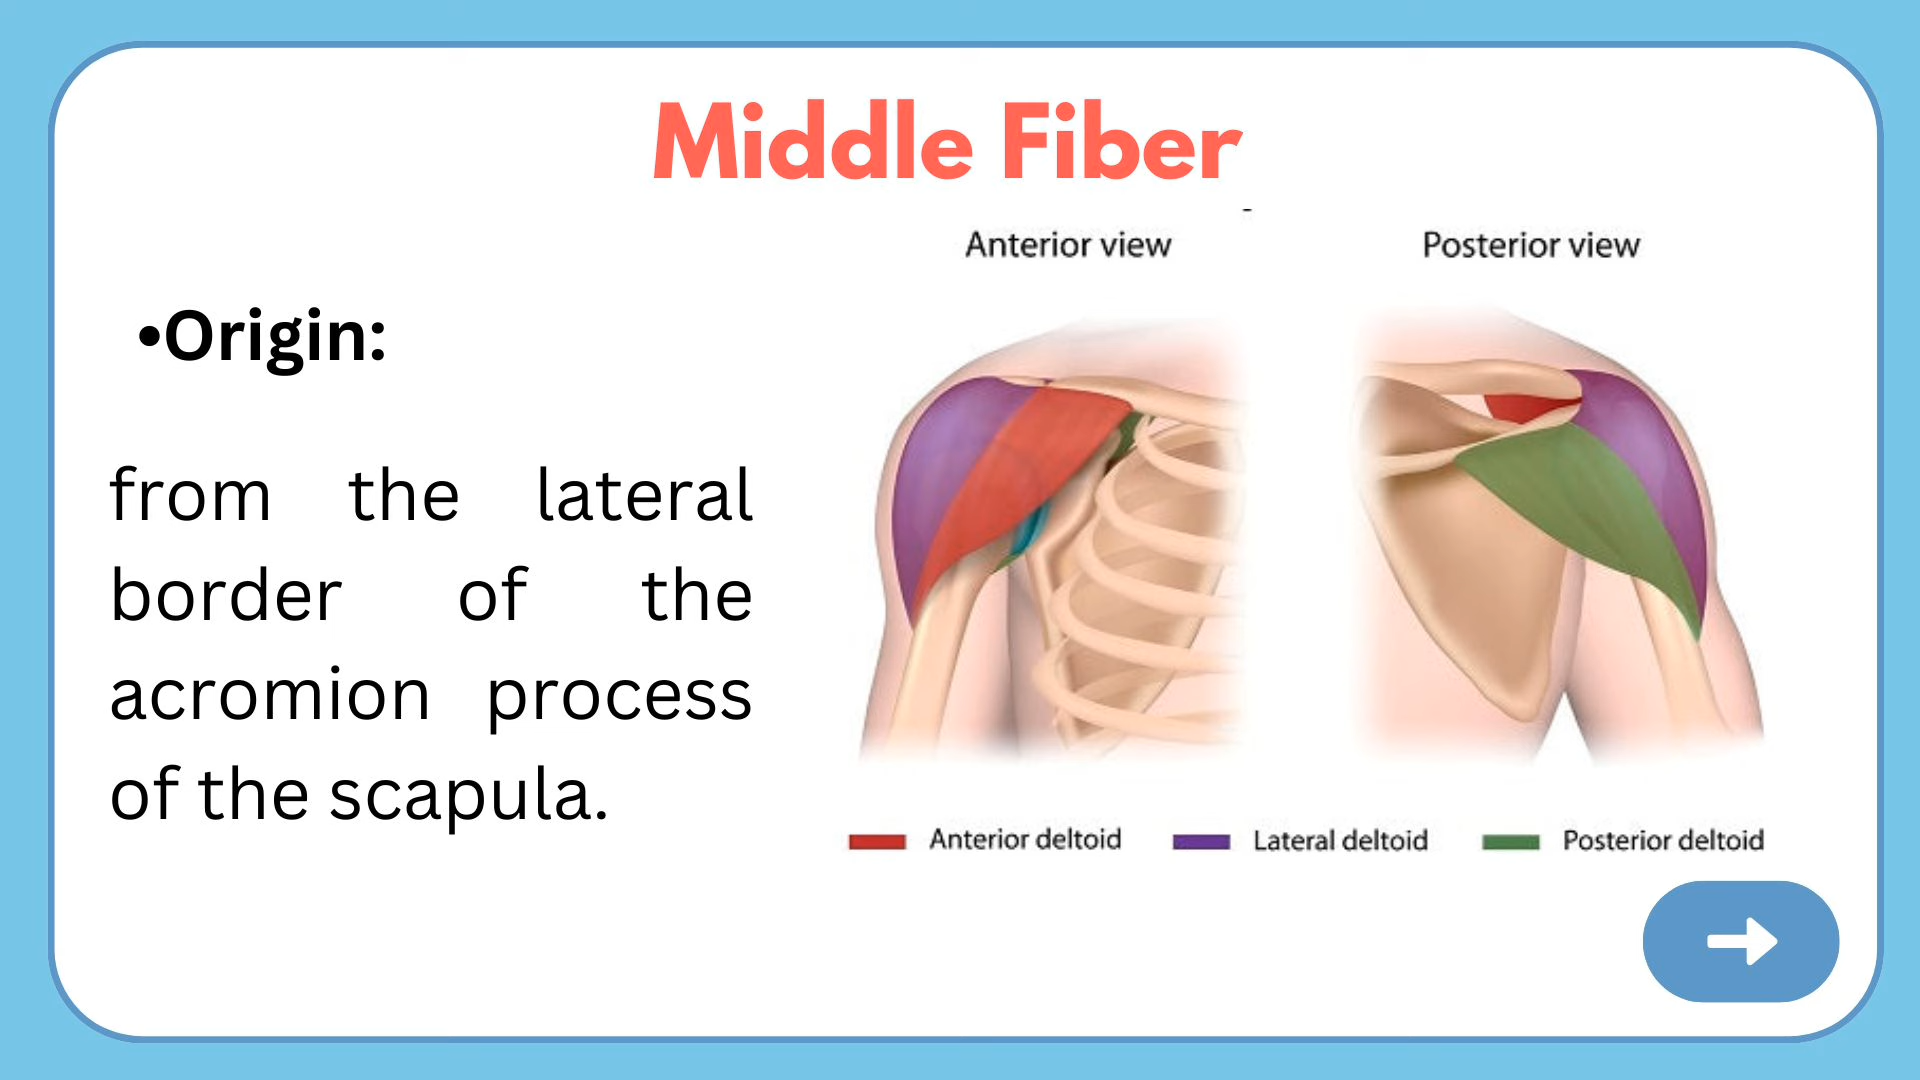 Middle Fiber
Anterior view
Posterior view
•Origin:
from the lateral
border of the
acromion process
of the scapula.
Anterior deltoid
Lateral deltoid
Posterior deltoid